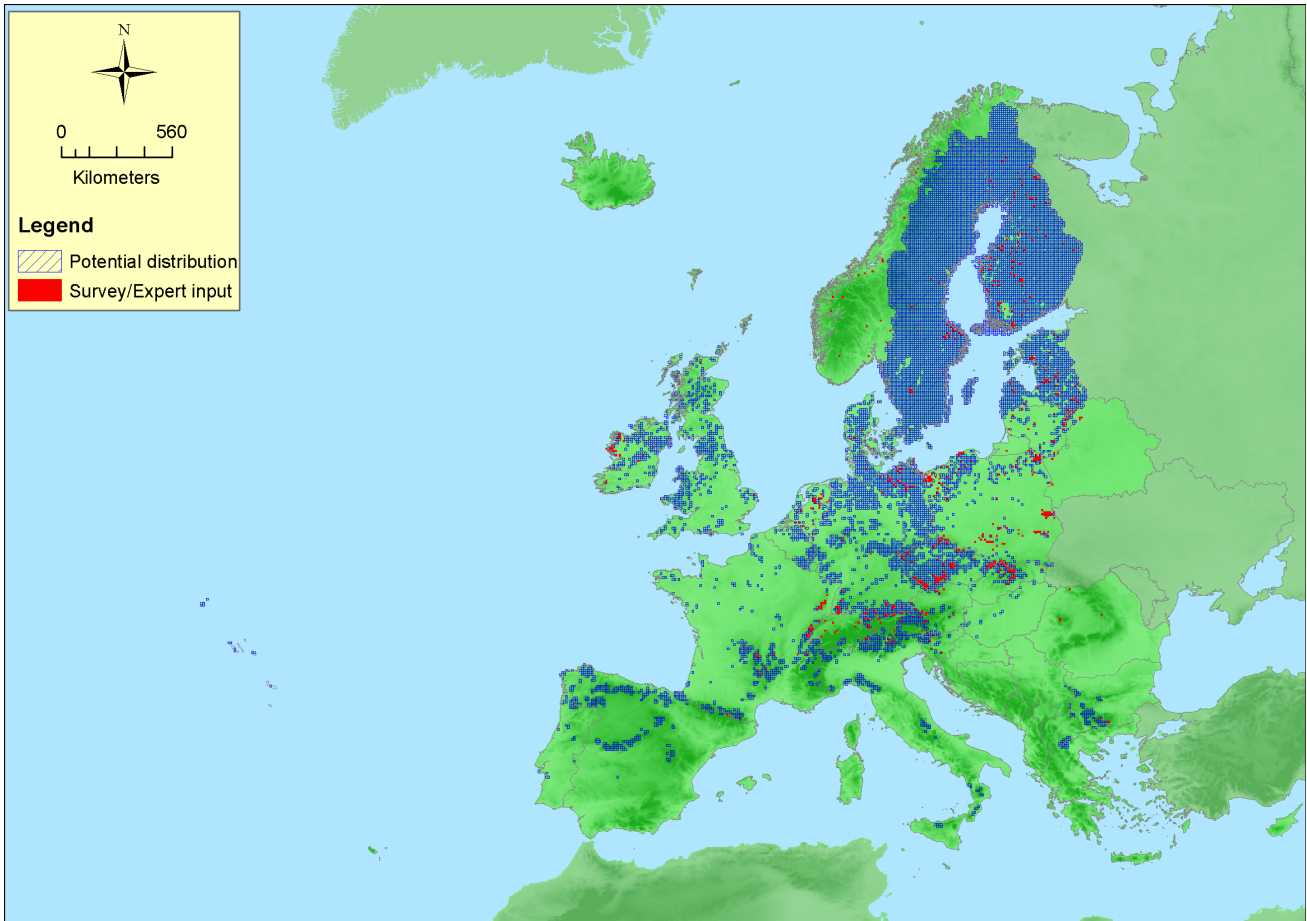 N
0 560
Kilometers
Legend
Potential distribution
Survey/Expert input